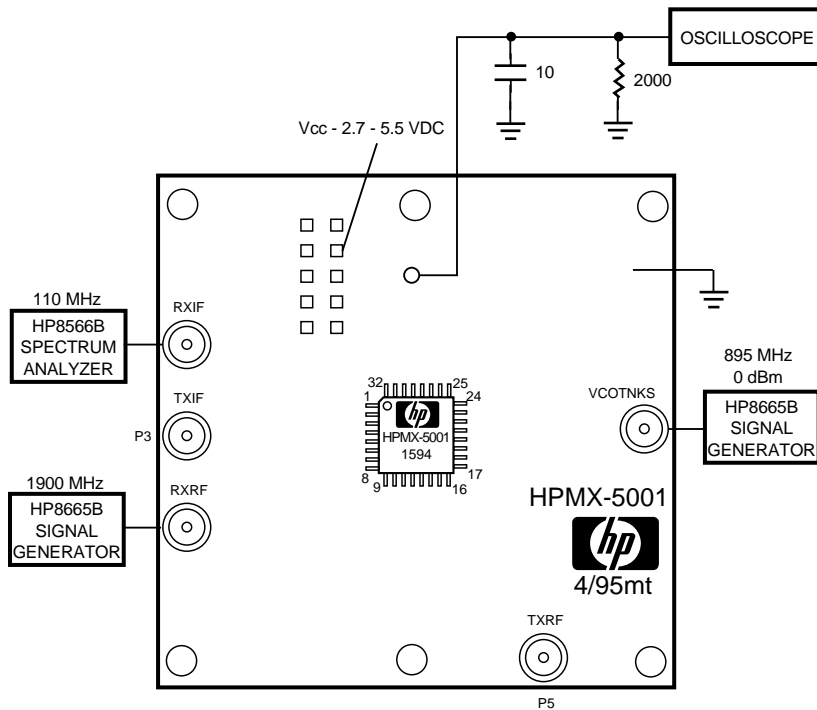 OSCILLOSCOPE
10
2000
Vcc - 2.7 - 5.5 VDC
110 MHz
HP8566B
SPECTRUM
ANALYZER
RXIF
TXIF
P3
1900 MHz
HP8665B
SIGNAL
GENERATOR
RXRF
32
25
1
24
hp
HPMX-5001
1594
8
17
9
16
895 MHz
0 dBm
VCOTNKS
HP8665B
SIGNAL
GENERATOR
HPMX-5001
hp
4/95mt
TXRF
P5